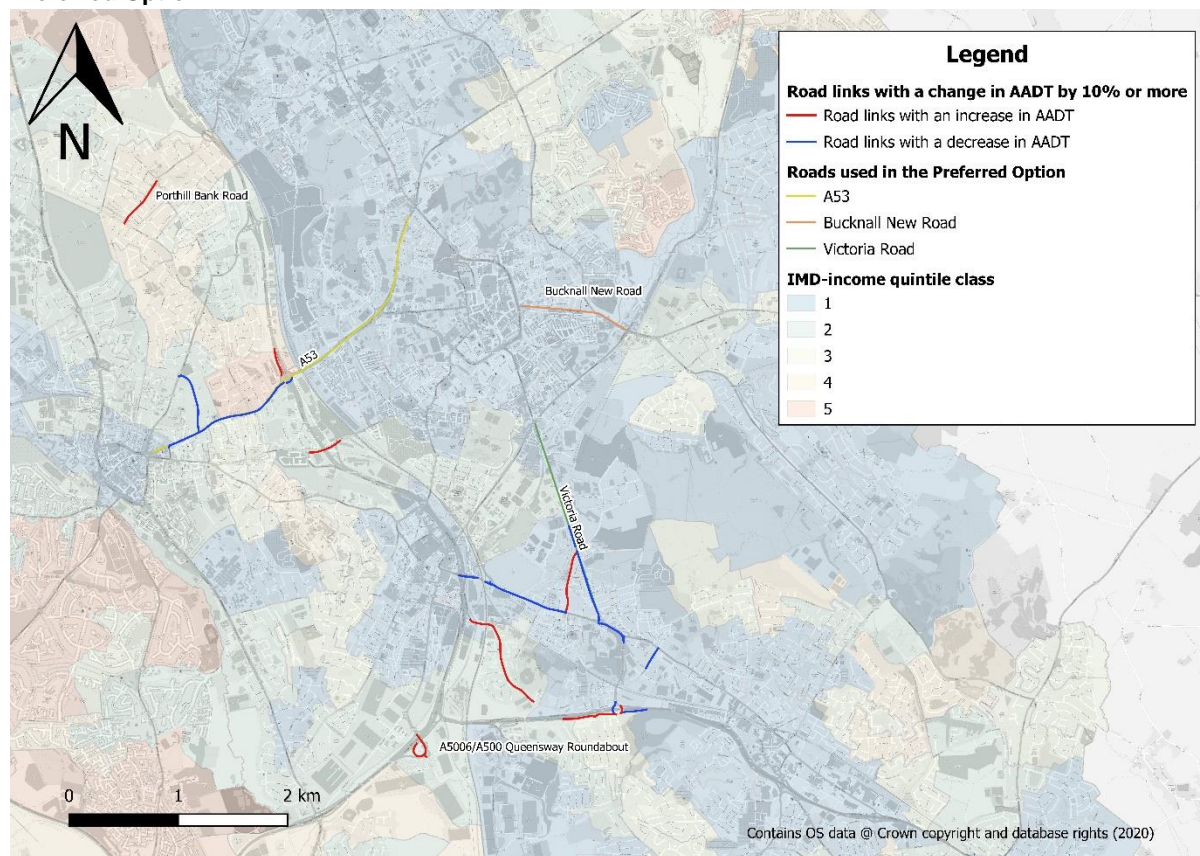 N
Legend
Road links with a change in AADT by 10% or more
Road links with an increase in AADT
Road links with a decrease in AADT
Roads used in the Preferred Option
A53
Bucknall New Road
Victoria Road
IMD-income quintile class
1
2
3
4
5
Porthill Bank Road
Bucknall New Road
A53
Victoria Road
A5006/A500 Queensway Roundabout
0 1 2 km
Contains OS data @ Crown copyright and database rights (2020)